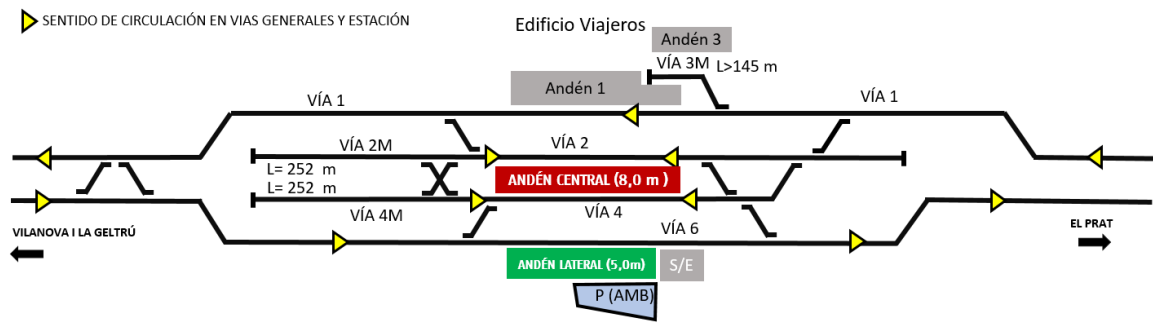 SENTIDO DE CIRCULACIÓN EN VIAS GENERALES Y ESTACIÓN
Edificio Viajeros
Andén 3
VÍA 3M
L>145 m
Andén 1
VÍA 1
VÍA 1
VÍA 2M
VÍA 2
L= 252 m
L= 252 m
ANDÉN CENTRAL (8,0 m )
VÍA 4M
VÍA 4
VÍA 6
VILANOVA I LA GELTRÚ
EL PRAT
ANDÉN LATERAL (5,0m)
S/E
P (AMB)